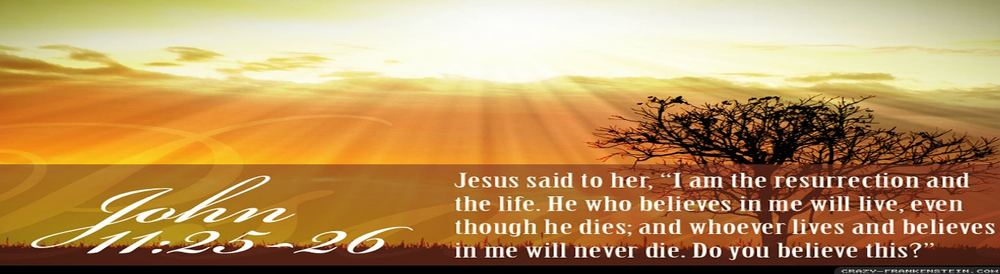 John
11:25-26
Jesus said to her, “I am the resurrection and
the life. He who believes in me will live, even
though he dies; and whoever lives and believes
in me will never die. Do you believe this?”
CRAZY-FRANKENSTEIN.COM